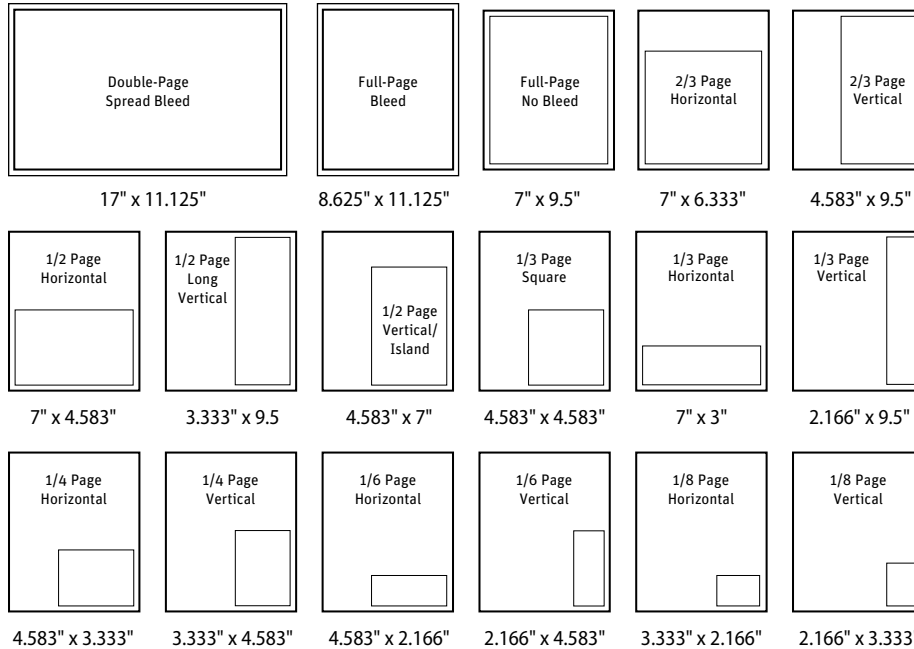 Double-Page
Spread Bleed
17" x 11.125"
Full-Page
Bleed
8.625" x 11.125"
Full-Page
No Bleed
7" x 9.5"
2/3 Page
Horizontal
7" x 6.333"
2/3 Page
Vertical
4.583" x 9.5"
1/2 Page
Horizontal
7" x 4.583"
1/2 Page
Long
Vertical
3.333" x 9.5
1/2 Page
Vertical/
Island
4.583" x 7"
1/3 Page
Square
4.583" x 4.583"
1/3 Page
Horizontal
7" x 3"
1/3 Page
Vertical
2.166" x 9.5"
1/4 Page
Horizontal
4.583" x 3.333"
1/4 Page
Vertical
3.333" x 4.583"
1/6 Page
Horizontal
4.583" x 2.166"
1/6 Page
Vertical
2.166" x 4.583"
1/8 Page
Horizontal
3.333" x 2.166"
1/8 Page
Vertical
2.166" x 3.333"